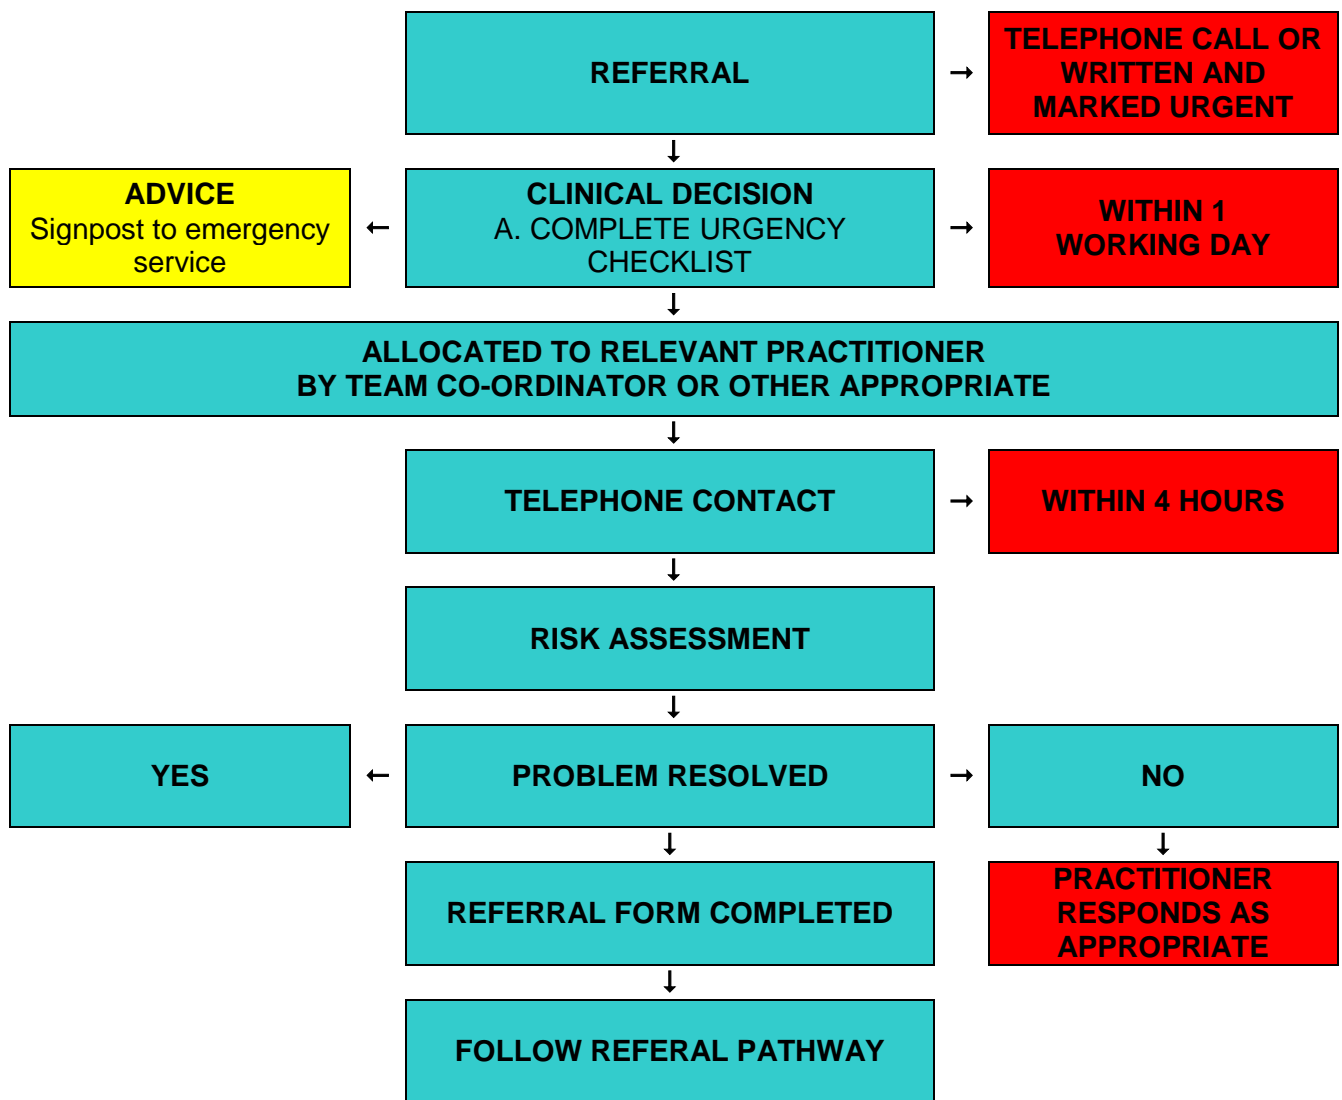 REFERRAL
TELEPHONE CALL OR
WRITTEN AND
MARKED URGENT
ADVICE
Signpost to emergency
service
CLINICAL DECISION
A. COMPLETE URGENCY
CHECKLIST
WITHIN 1
WORKING DAY
ALLOCATED TO RELEVANT PRACTITIONER
BY TEAM CO-ORDINATOR OR OTHER APPROPRIATE
TELEPHONE CONTACT
WITHIN 4 HOURS
RISK ASSESSMENT
YES
PROBLEM RESOLVED
NO
REFERRAL FORM COMPLETED
PRACTITIONER
RESPONDS AS
APPROPRIATE
FOLLOW REFERAL PATHWAY